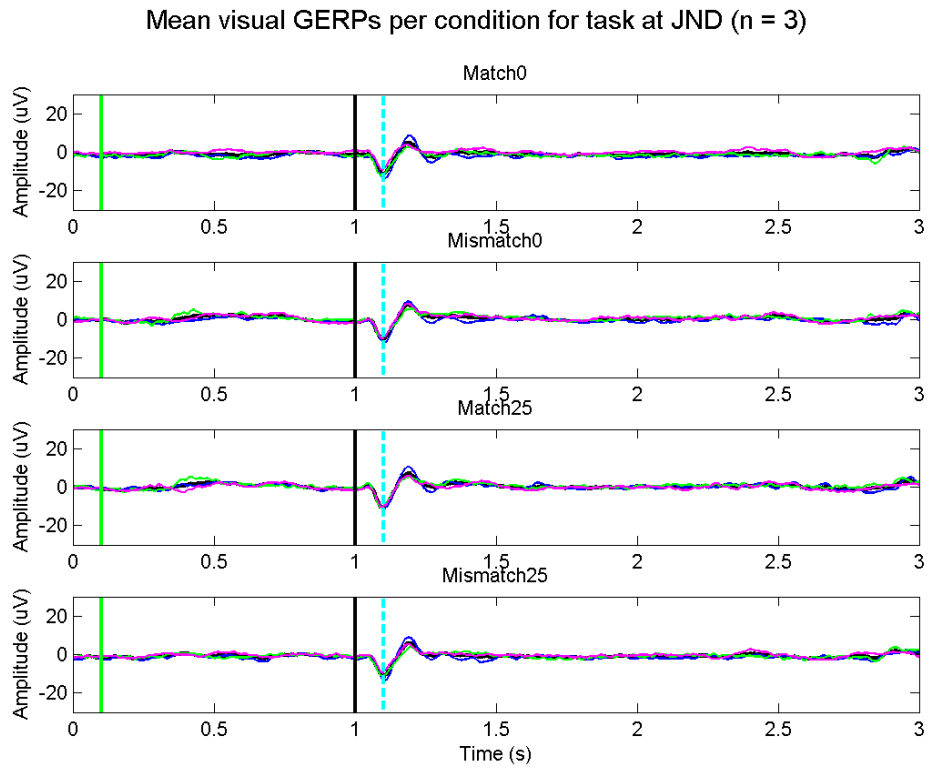 Mean visual GERPs per condition for task at JND (n = 3)
Match0
Amplitude (uV)
20
0
-20
0 0.5 1 1.5 2 2.5 3
Mismatch0
Amplitude (uV)
20
0
-20
0 0.5 1 1.5 2 2.5 3
Match25
Amplitude (uV)
20
0
-20
0 0.5 1 1.5 2 2.5 3
Mismatch25
Amplitude (uV)
20
0
-20
0 0.5 1 1.5 2 2.5 3
Time (s)